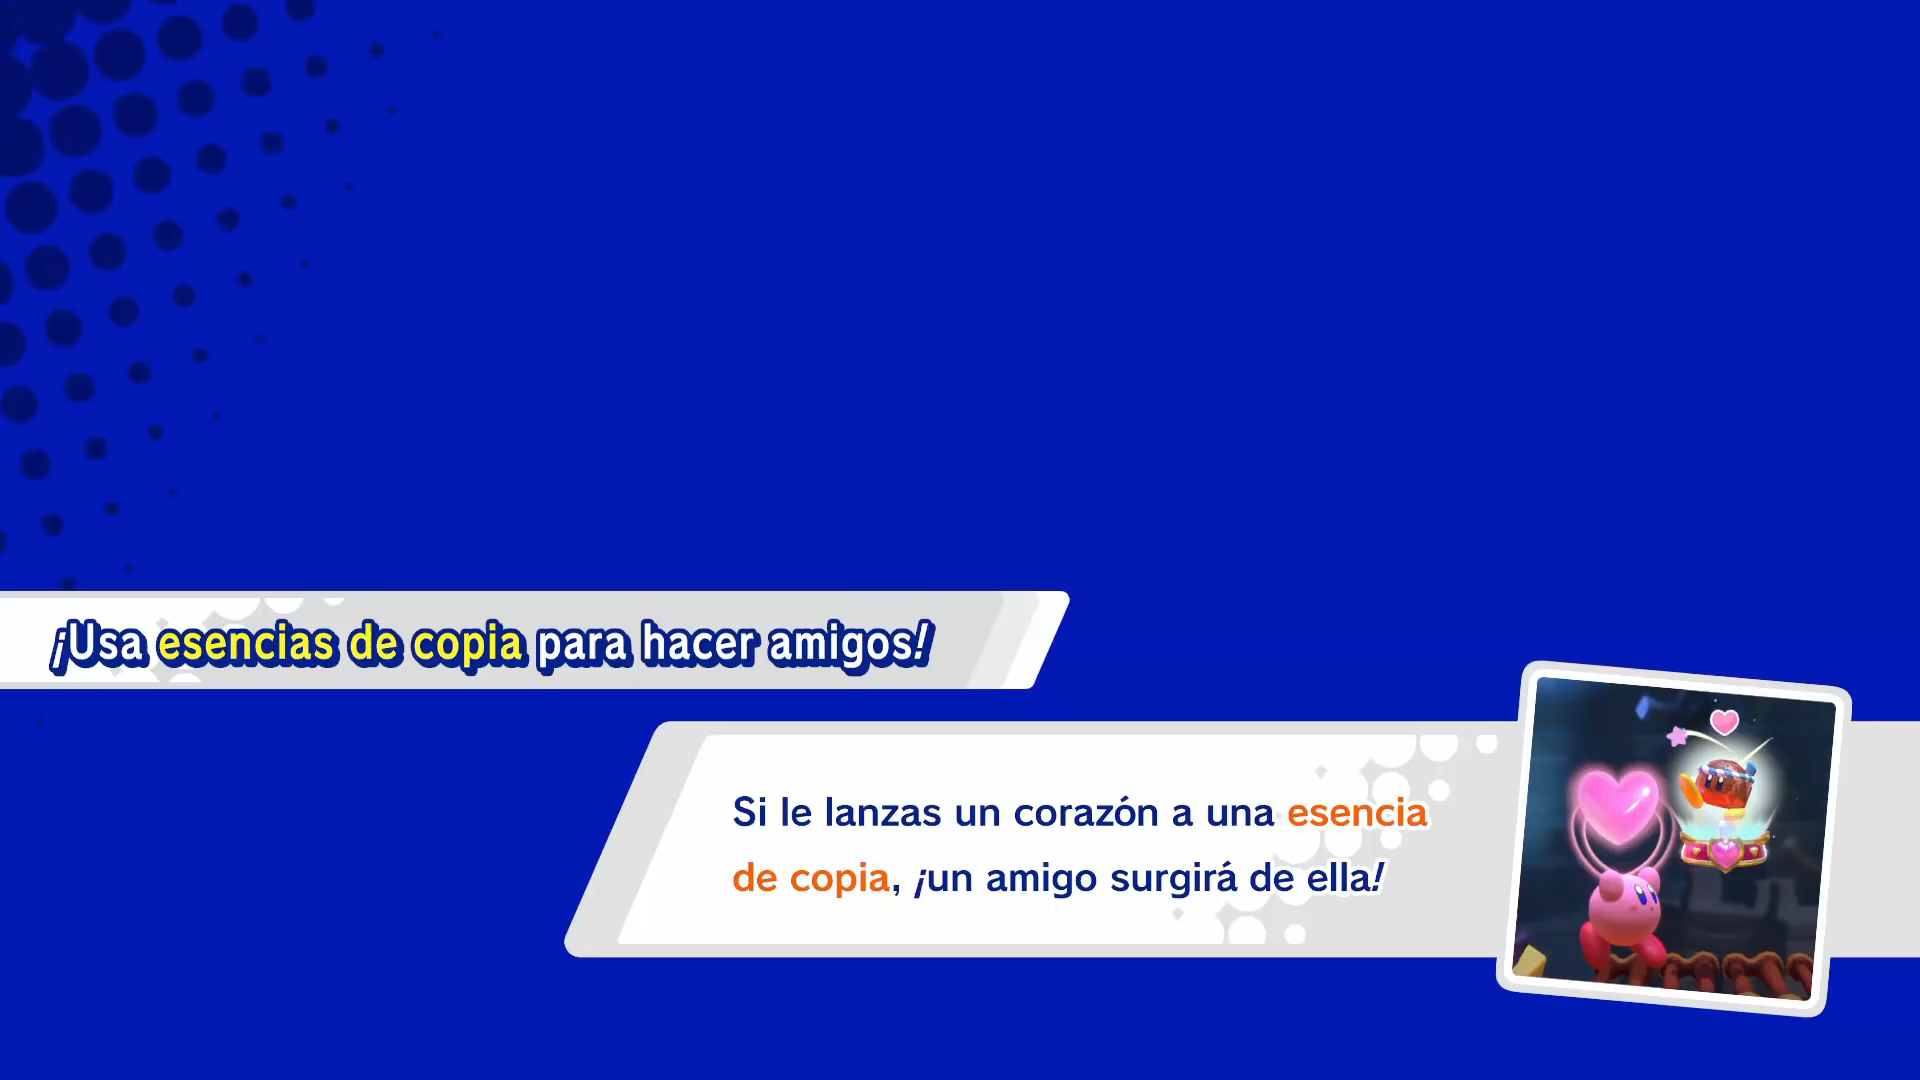 ¡Usa esencias de copia para hacer amigos!
Si le lanzas un corazón a una esencia
de copia, ¡un amigo surgirá de ella!